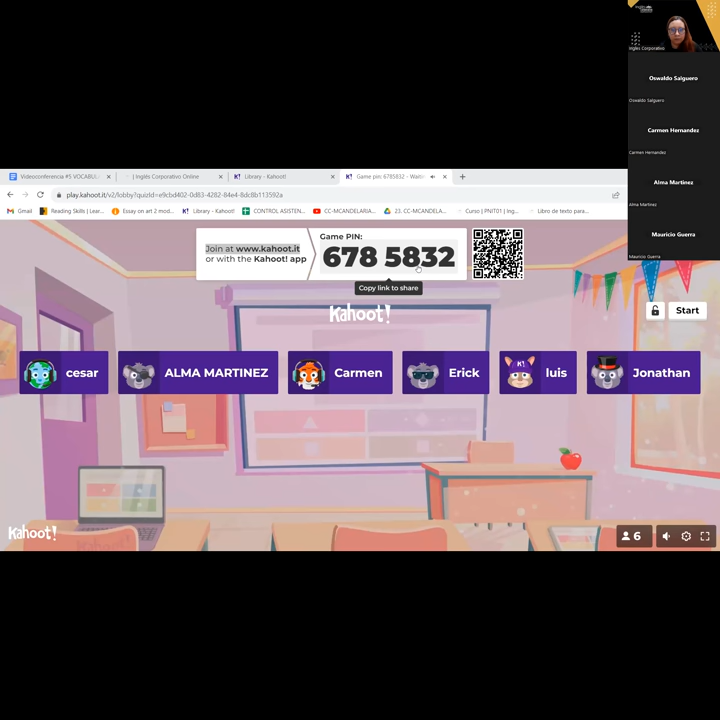 Inglés Corporativo
Oswaldo Salguero
Oswaldo Salguero
Carmen Hernandez
Carmen Hernandez
Alma Martinez
Alma Martinez
Mauricio Guerra
Mauricio Guerra
Videoconferencia #5 VOCABUL
| Inglés Corporativo Online
Library - Kahoot!
Game pin: 6785832 - Waiti
play.kahoot.it/v2/lobby?quizId=e9cbd402-0d83-4282-84e4-8dc8b113592a
Gmail
Reading Skills | Lear...
Essay on art 2 mod...
Library - Kahoot!
CONTROL ASISTEN...
CC-MCANDELARIA...
23. CC-MCANDELA...
Curso | PNIT01 | Ing...
Libro de texto para...
Join at www.kahoot.it
or with the Kahoot! app
Game PIN:
678 5832
Copy link to share
Kahoot!
Start
cesar
ALMA MARTINEZ
Carmen
Erick
luis
Jonathan
Kahoot!
6